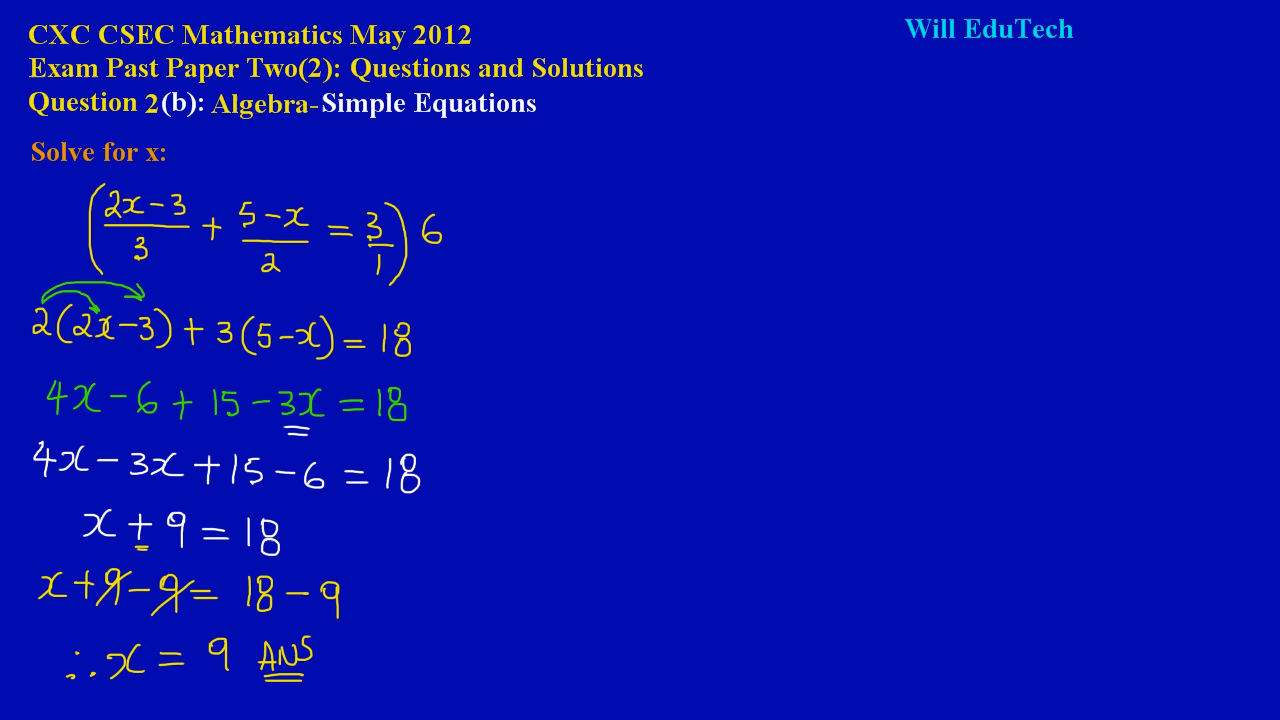 CXC CSEC Mathematics May 2012
Will EduTech
Exam Past Paper Two(2): Questions and Solutions
Question 2(b): Algebra-Simple Equations
Solve for x:
((2x-3)/3 + (5-x)/2 = 3/1) 6
2(2x-3) + 3(5-x) = 18
4x - 6 + 15 - 3x = 18
4x - 3x + 15 - 6 = 18
x + 9 = 18
x + 9 - 9 = 18 - 9
∴ x = 9 ANS